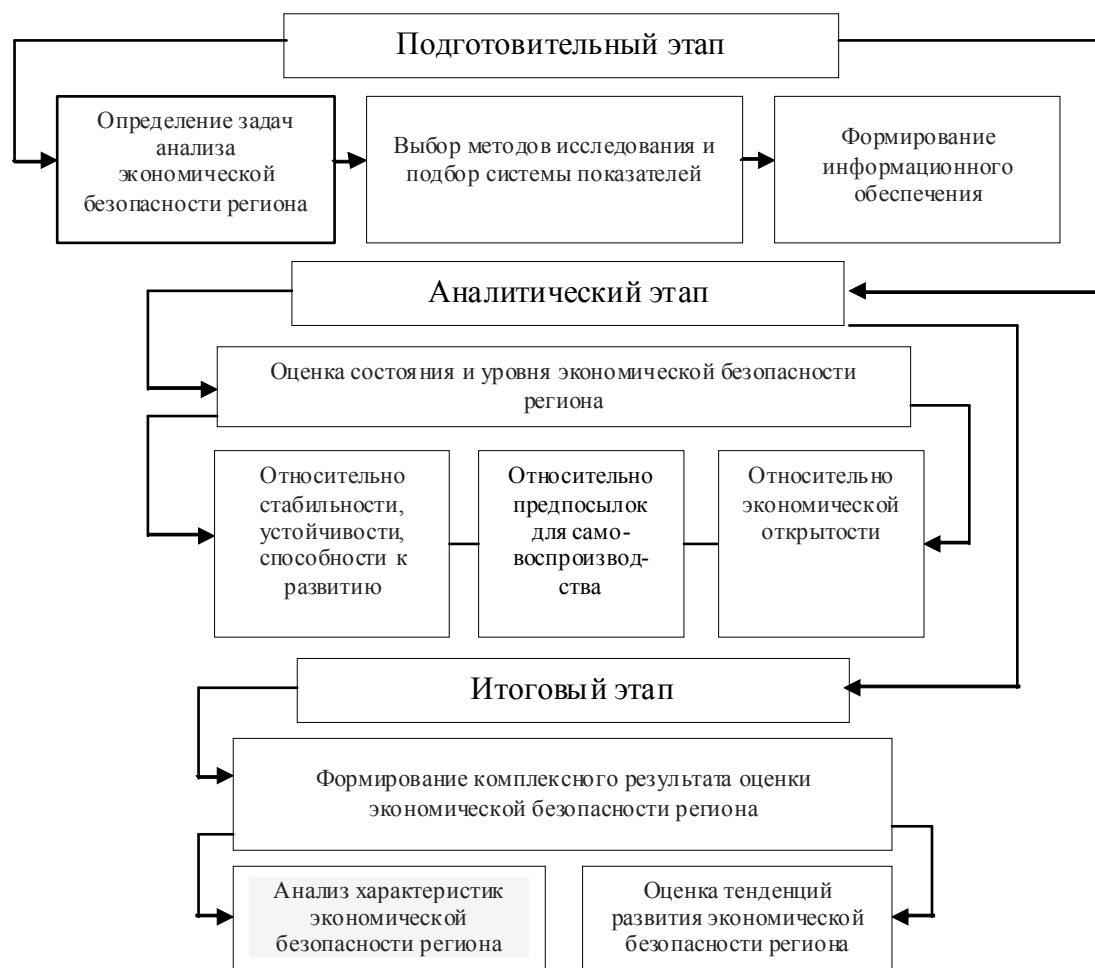 Подготовительный этап
Определение задач
анализа
экономической
безопасности региона
Выбор методов исследования и
подбор системы показателей
Формирование
информационного
обеспечения
Аналитический этап
Оценка состояния и уровня экономической безопасности
региона
Относительно
стабильности,
устойчивости,
способности к
развитию
Относительно
предпосылок
для само-
воспроизвод-
ства
Относительно
экономической
открытости
Итоговый этап
Формирование комплексного результата оценки
экономической безопасности региона
Анализ характеристик
экономической
безопасности региона
Оценка тенденций
развития экономической
безопасности региона